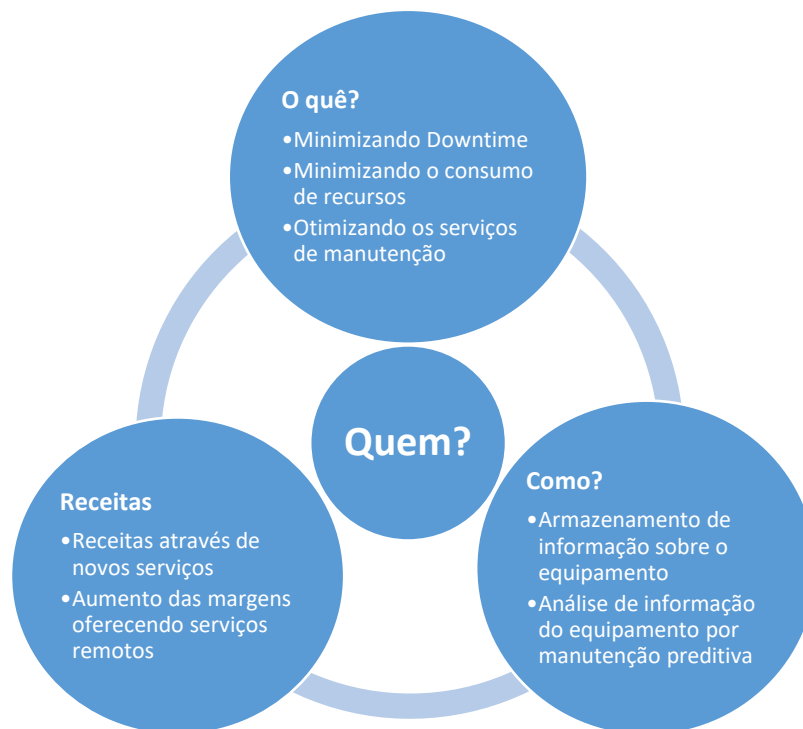 O quê?
•Minimizando Downtime
•Minimizando o consumo
de recursos
•Otimizando os serviços
de manutenção
Quem?
Receitas
•Receitas através de
novos serviços
•Aumento das margens
oferecendo serviços
remotos
Como?
•Armazenamento de
informação sobre o
equipamento
•Análise de informação
do equipamento por
manutenção preditiva